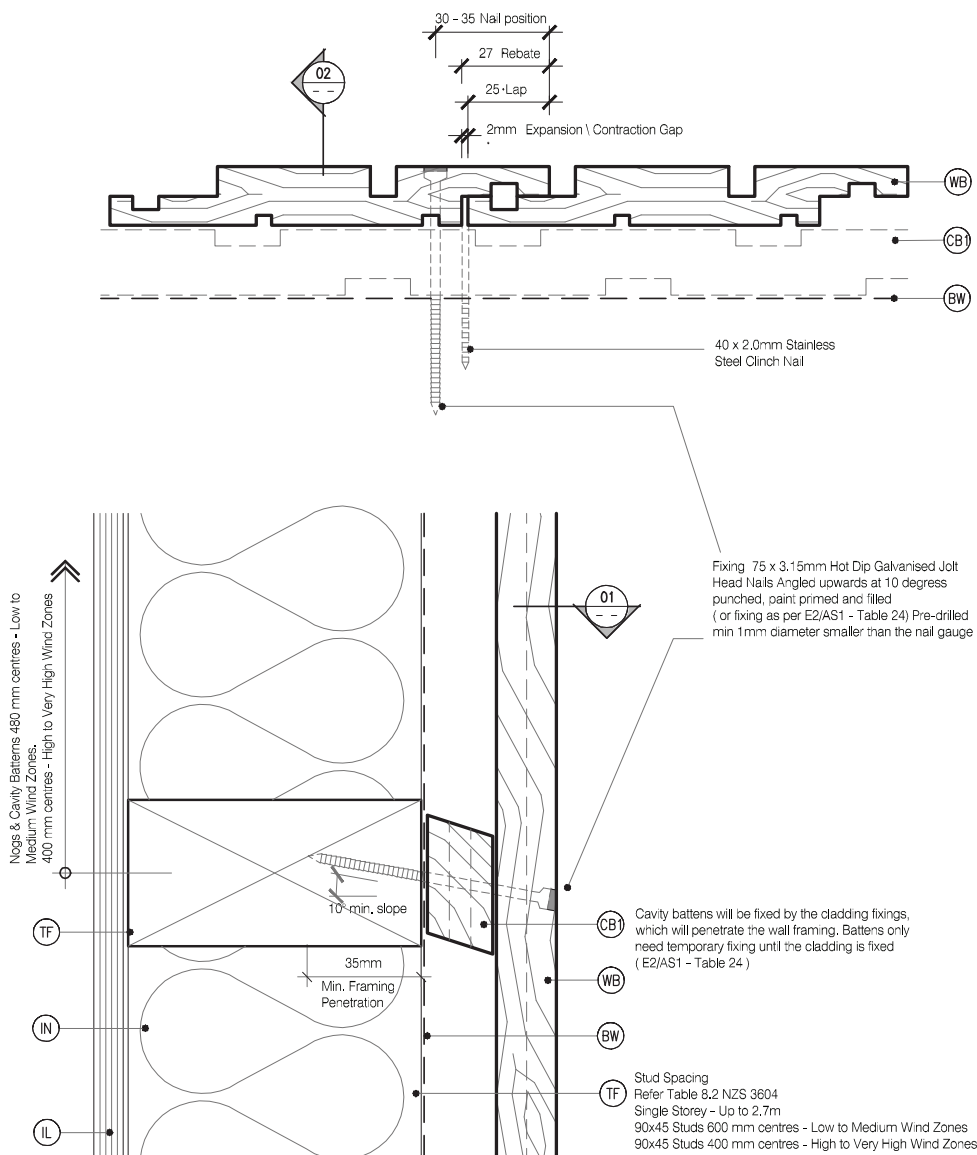 30 - 35 Nail position
27 Rebate
25 Lap
2mm Expansion \ Contraction Gap
02
WB
CB1
BW
40 x 2.0mm Stainless
Steel Clinch Nail
Fixing 75 x 3.15mm Hot Dip Galvanised Jolt
Head Nails Angled upwards at 10 degress
punched, paint primed and filled
( or fixing as per E2/AS1 - Table 24) Pre-drilled
min 1mm diameter smaller than the nail gauge
01
Nogs & Cavity Battens 480 mm centres - Low to
Medium Wind Zones.
400 mm centres - High to Very High Wind Zones
10° min. slope
TF
CB1
Cavity battens will be fixed by the cladding fixings,
which will penetrate the wall framing. Battens only
need temporary fixing until the cladding is fixed
( E2/AS1 - Table 24 )
35mm
Min. Framing
Penetration
WB
IN
BW
TF
Stud Spacing
Refer Table 8.2 NZS 3604
Single Storey - Up to 2.7m
90x45 Studs 600 mm centres - Low to Medium Wind Zones
90x45 Studs 400 mm centres - High to Very High Wind Zones
IL